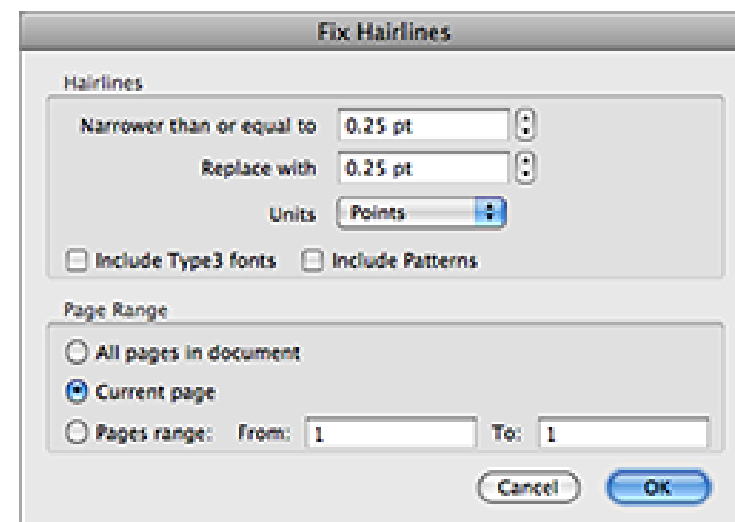 Fix Hairlines
Hairlines
Narrower than or equal to 0.25 pt
Replace with 0.25 pt
Units Points
Include Type3 fonts Include Patterns
Page Range
All pages in document
Current page
Pages range: From: 1 To: 1
Cancel OK